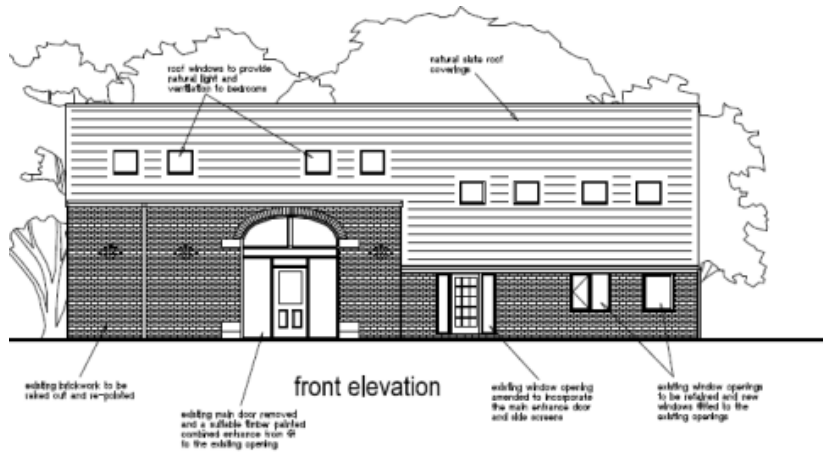 roof windows to provide
natural light and
ventilation to bedrooms
natural slate roof
coverings
existing brickwork to be
raked out and re-pointed
front elevation
existing main door removed
and a suitable timber painted
combined entrance
to the existing opening
existing window opening
amended to incorporate
the main entrance door
and side screens
existing window openings
to be retained and new
windows fitted to the
existing openings